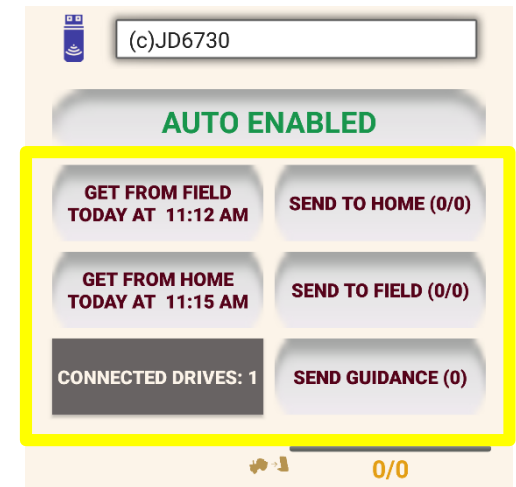 (c)JD6730
AUTO ENABLED
GET FROM FIELD
TODAY AT 11:12 AM
SEND TO HOME (0/0)
GET FROM HOME
TODAY AT 11:15 AM
SEND TO FIELD (0/0)
CONNECTED DRIVES: 1
SEND GUIDANCE (0)
0/0